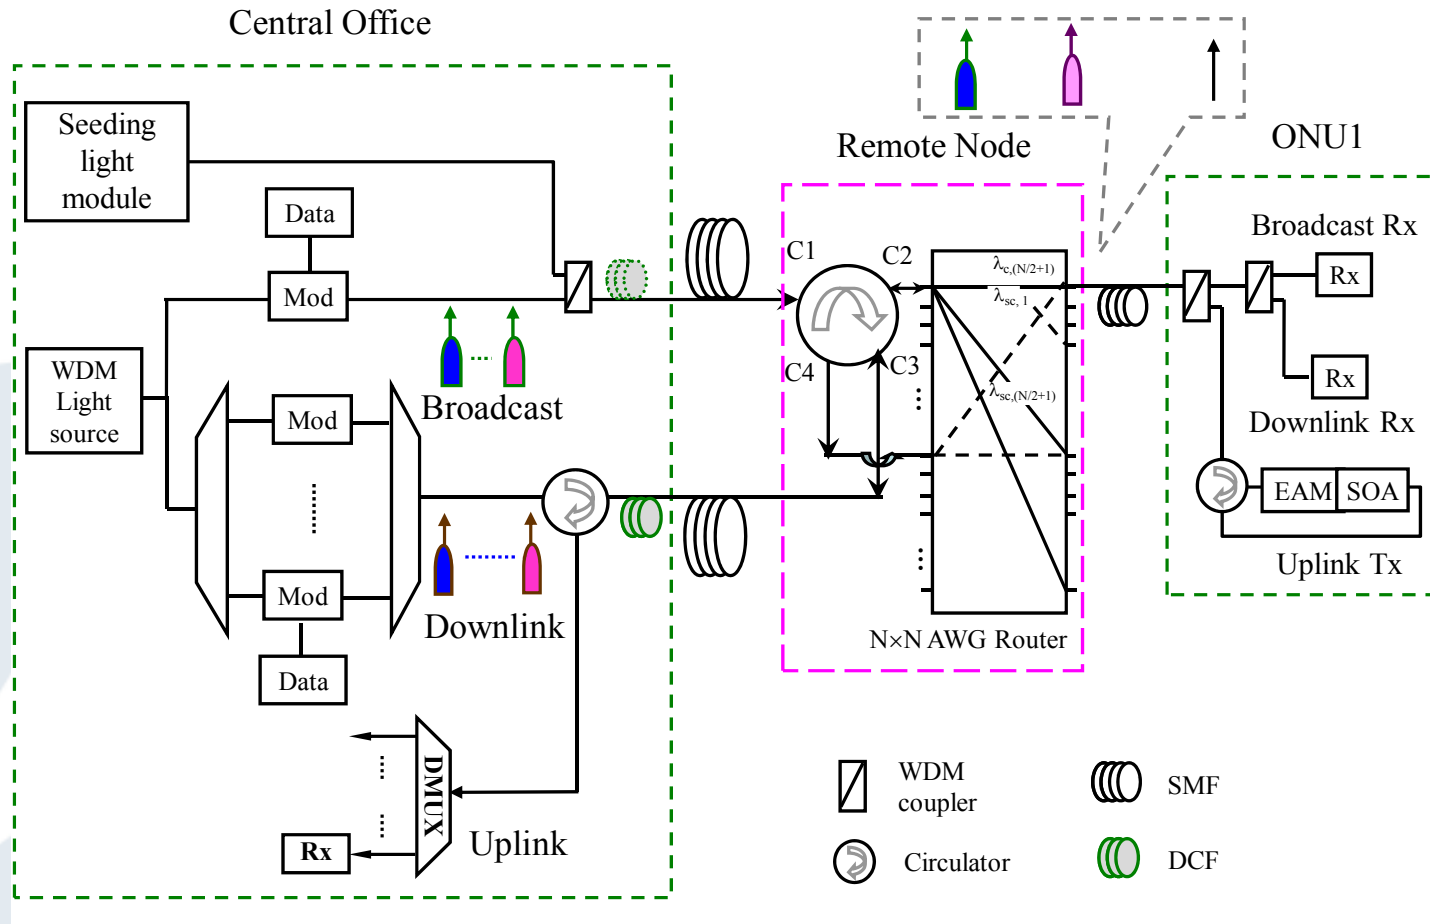 Central Office
Seeding
light
module
Data
Mod
WDM
Light
source
Broadcast
Mod
Mod
Data
Downlink
DMUX
Uplink
Rx
Remote Node
C1
C2
C3
C4
λc,(N/2+1)
λsc, 1
λsc,(N/2+1)
N×N AWG Router
ONU1
Broadcast Rx
Rx
Rx
Downlink Rx
EAM
SOA
Uplink Tx
WDM
coupler
SMF
Circulator
DCF